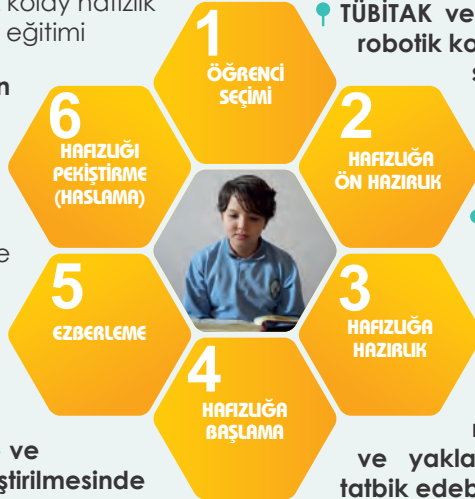 kolay hafızlık
eğitimi
TÜBİTAK ve
robotik ko
1
ÖĞRENCİ
SEÇİMİ
2
HAFIZLIĞA
ÖN HAZIRLIK
3
HAFIZLIĞA
HAZIRLIK
4
HAFIZLIĞA
BAŞLAMA
5
EZBERLEME
6
HAFIZLIĞI
PEKİŞTİRME
(HASLAMA)
ve
ştirilmesinde
ve yakla
tatbik edeb